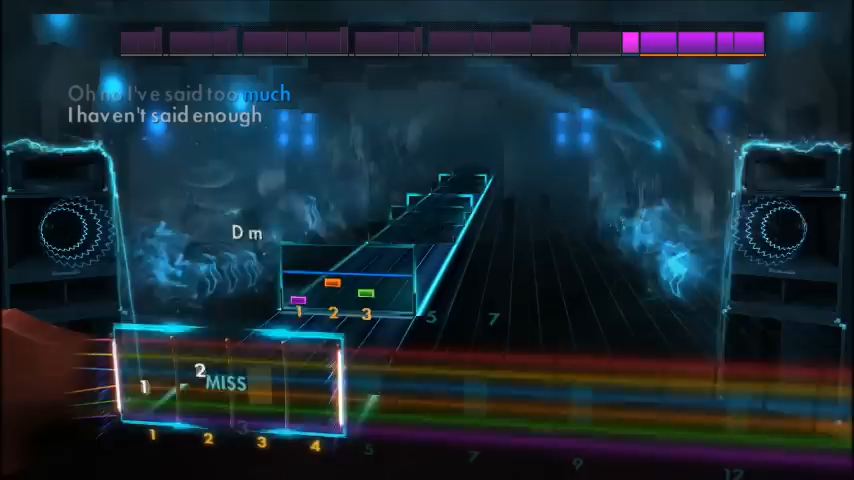 Oh no I've said too much
I haven't said enough
D m
1 2 3 5 7
1 2 MISS
3
1 2 3 4 5 7 9 12